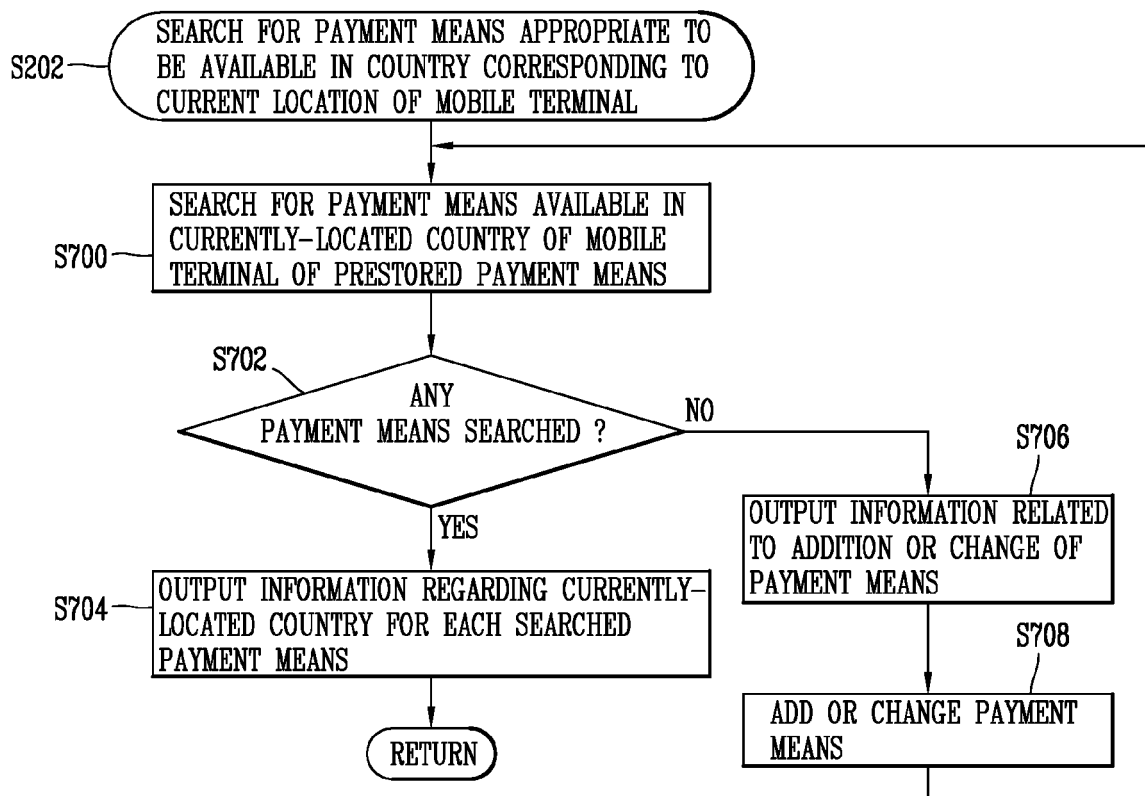 S202
SEARCH FOR PAYMENT MEANS APPROPRIATE TO
BE AVAILABLE IN COUNTRY CORRESPONDING TO
CURRENT LOCATION OF MOBILE TERMINAL
S700
SEARCH FOR PAYMENT MEANS AVAILABLE IN
CURRENTLY-LOCATED COUNTRY OF MOBILE
TERMINAL OF PRESTORED PAYMENT MEANS
S702
ANY
PAYMENT MEANS SEARCHED ?
NO
YES
S704
OUTPUT INFORMATION REGARDING CURRENTLY-
LOCATED COUNTRY FOR EACH SEARCHED
PAYMENT MEANS
RETURN
S706
OUTPUT INFORMATION RELATED
TO ADDITION OR CHANGE OF
PAYMENT MEANS
S708
ADD OR CHANGE PAYMENT
MEANS